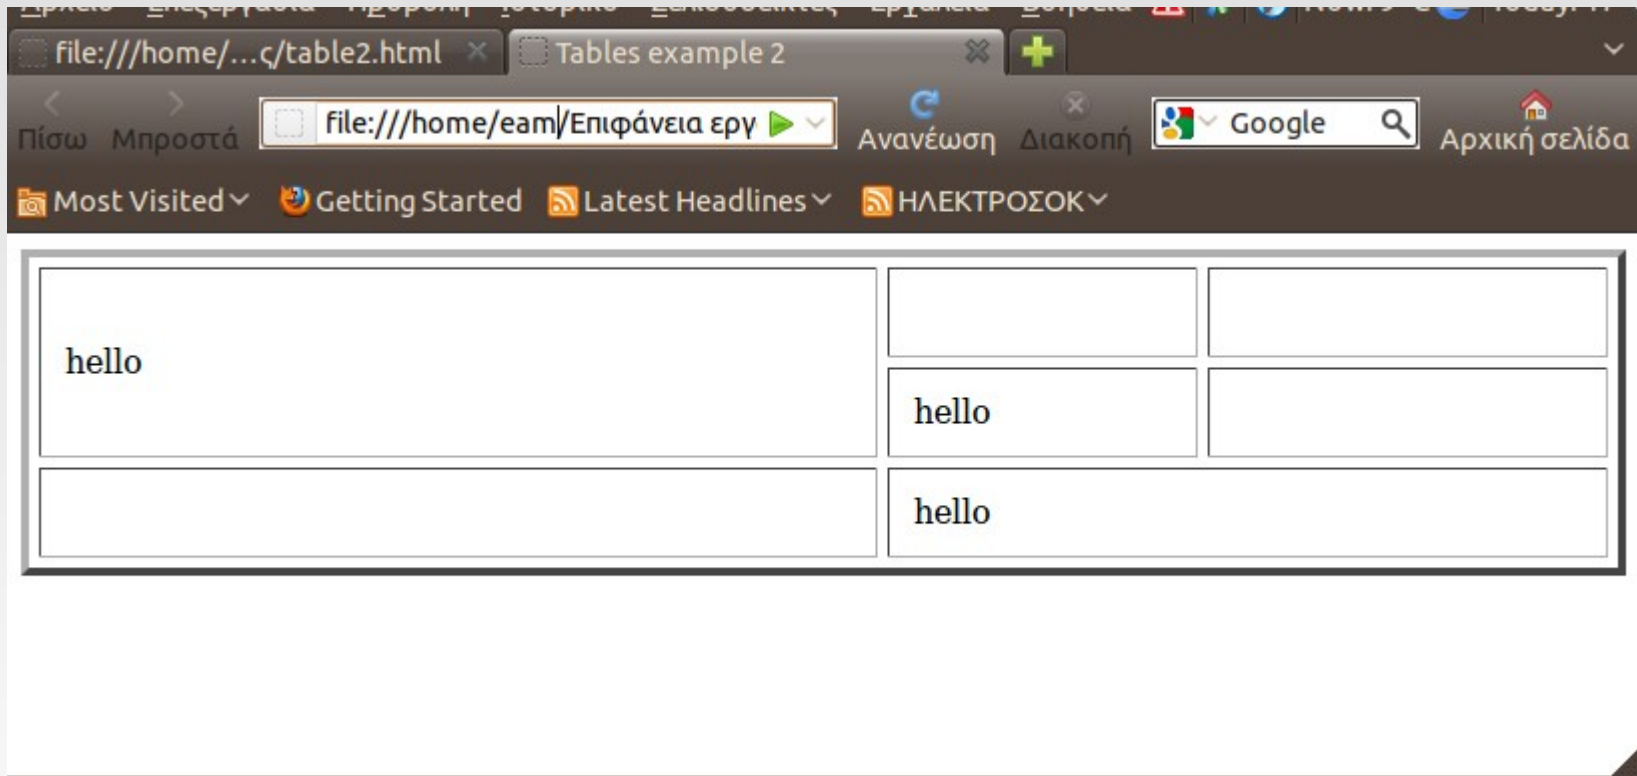 file:///home/...ς/table2.html Tables example 2
Πίσω Μπροστά file:///home/eam/Επιφάνεια εργ Ανανέωση Διακοπή Google Αρχική σελίδα
Most Visited Getting Started Latest Headlines ΗΛΕΚΤΡΟΣΟΚ
hello
hello
hello